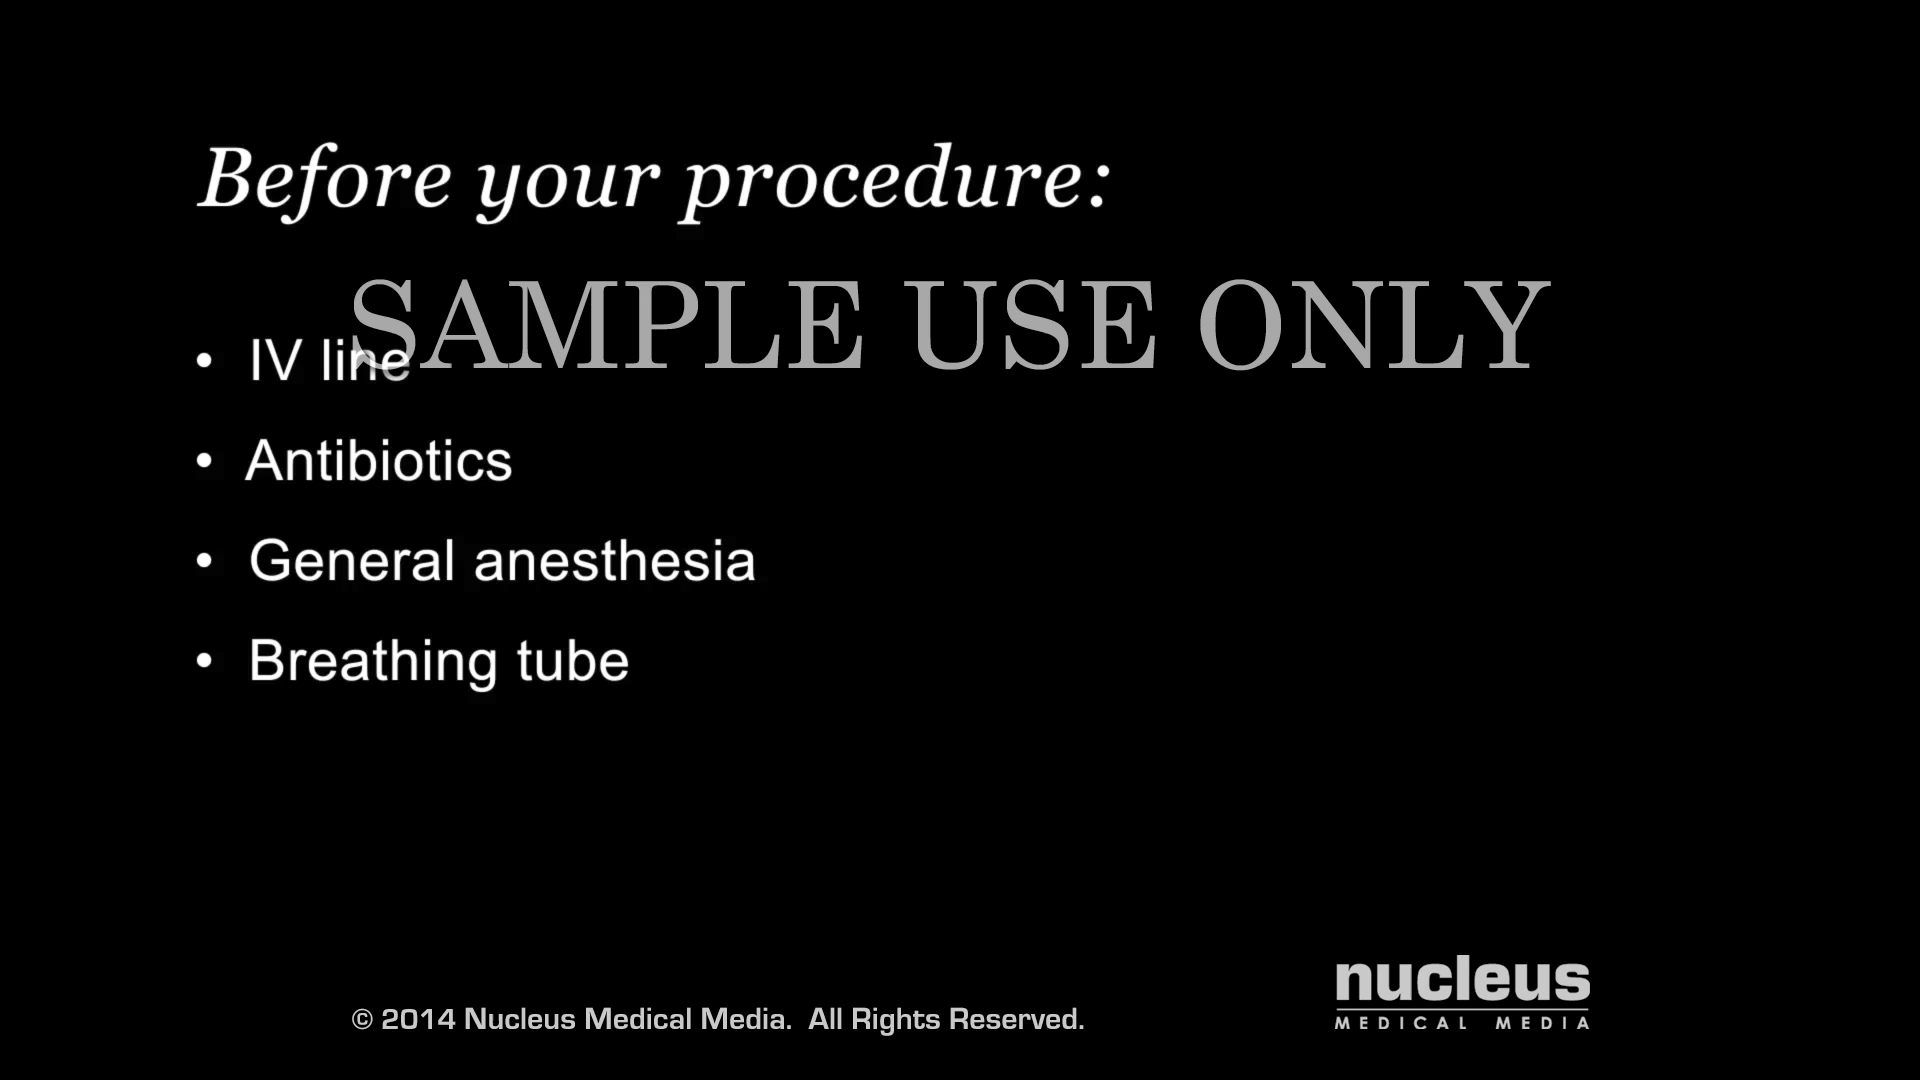 Before your procedure:
SAMPLE USE ONLY
• IV line
• Antibiotics
• General anesthesia
• Breathing tube
© 2014 Nucleus Medical Media. All Rights Reserved.
nucleus
MEDICAL MEDIA